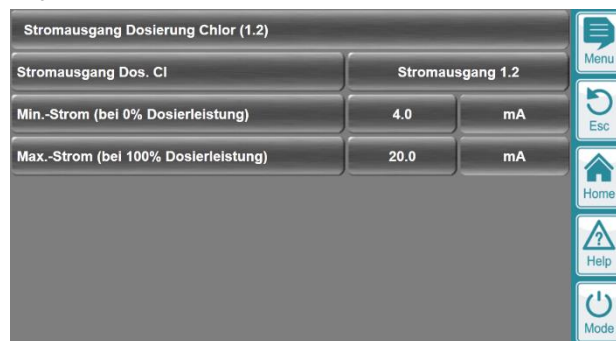 Stromausgang Dosierung Chlor (1.2)
Stromausgang Dos. Cl Stromausgang 1.2
Min.-Strom (bei 0% Dosierleistung) 4.0 mA
Max.-Strom (bei 100% Dosierleistung) 20.0 mA
Menu
Esc
Home
?
Help
Mode